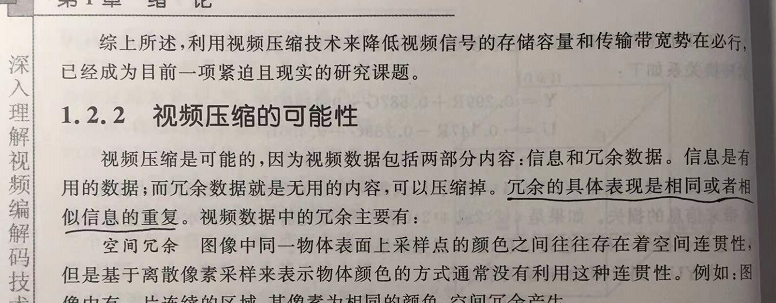 第1章 绪 论
综上所述,利用视频压缩技术来降低视频信号的存储容量和传输带宽势在必行,
已经成为目前一项紧迫且现实的研究课题。
1.2.2 视频压缩的可能性
视频压缩是可能的,因为视频数据包括两部分内容:信息和冗余数据。信息是有
用的数据;而冗余数据就是无用的内容,可以压缩掉。冗余的具体表现是相同或者相
似信息的重复。视频数据中的冗余主要有:
空间冗余 图像中同一物体表面上采样点的颜色之间往往存在着空间连贯性,
但是基于离散像素采样来表示物体颜色的方式通常没有利用这种连贯性。例如:图
像中有一片连续的区域,其像素为相同的颜色,空间冗余产生
深入理解视频编解码技术